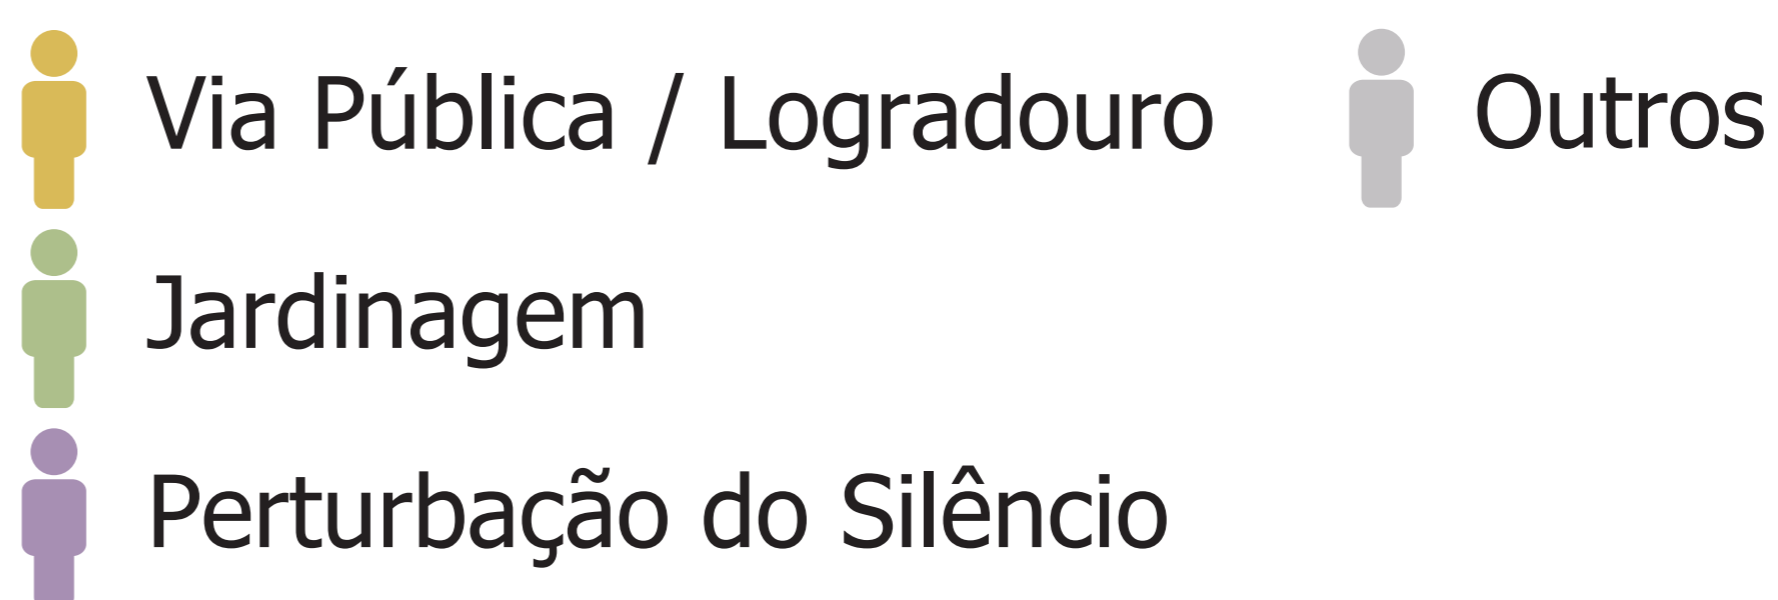 Via Pública / Logradouro
Outros
Jardinagem
Perturbação do Silêncio